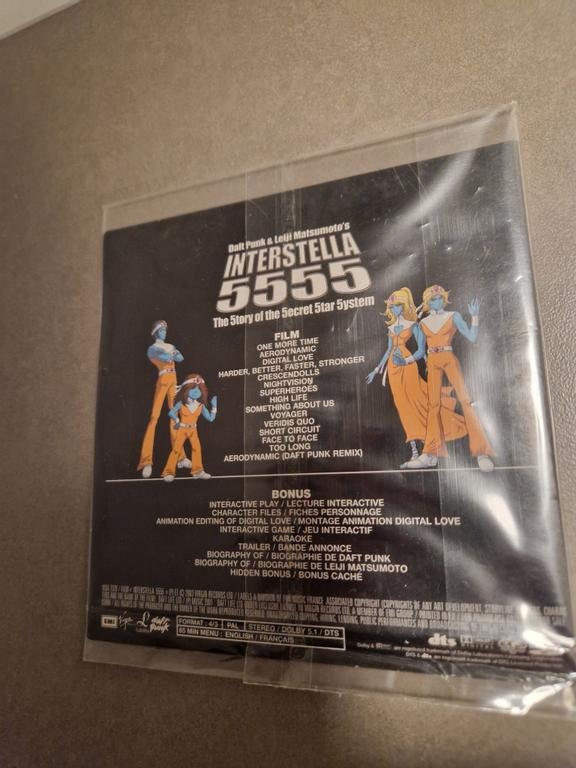 Daft Punk & Leiji Matsumoto's
INTERSTELLA
5555
The 5tory of the 5ecret 5tar 5ystem
FILM
ONE MORE TIME
AERODYNAMIC
DIGITAL LOVE
HARDER, BETTER, FASTER, STRONGER
CRESCENDOLLS
NIGHTVISION
SUPERHEROES
HIGH LIFE
SOMETHING ABOUT US
VOYAGER
VERIDIS QUO
SHORT CIRCUIT
FACE TO FACE
TOO LONG
AERODYNAMIC (DAFT PUNK REMIX)
BONUS
INTERACTIVE PLAY / LECTURE INTERACTIVE
CHARACTER FILES / FICHES PERSONNAGE
ANIMATION EDITING OF DIGITAL LOVE / MONTAGE ANIMATION DIGITAL LOVE
INTERACTIVE GAME / JEU INTERACTIF
KARAOKE
TRAILER / BANDE ANNONCE
BIOGRAPHY OF / BIOGRAPHIE DE DAFT PUNK
BIOGRAPHY OF / BIOGRAPHIE DE LEIJI MATSUMOTO
HIDDEN BONUS / BONUS CACHÉ
EMI Virgin daft punk
FORMAT : 4/3 PAL STEREO / DOLBY 5.1 / DTS
65 MIN MENU : ENGLISH / FRANÇAIS
dts